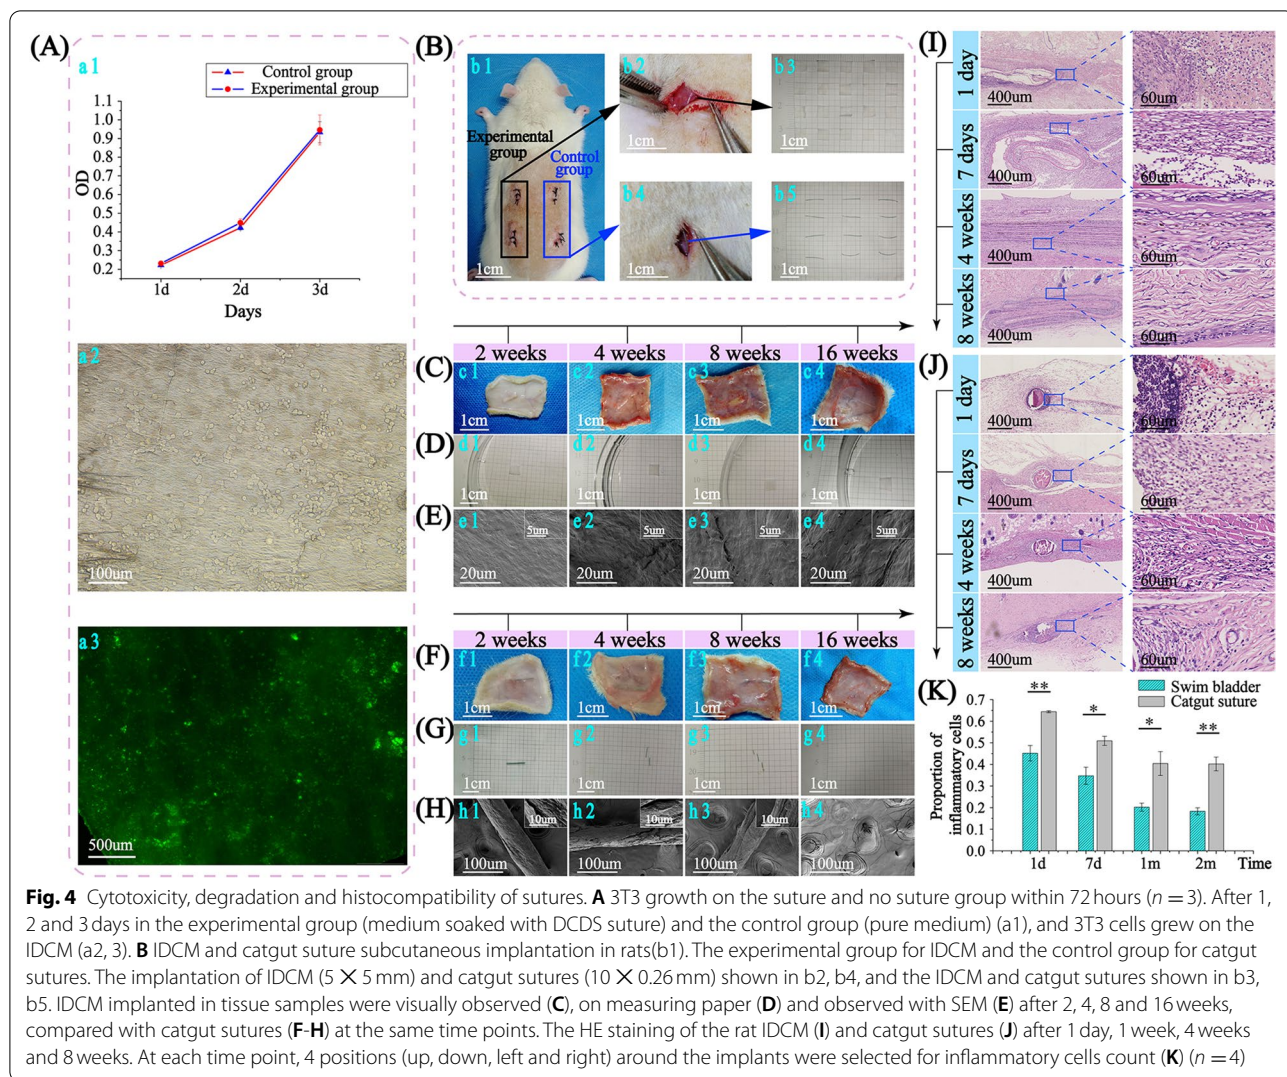 (A)
a1
Control group
Experimental group
1.1
1.0
0.9
0.8
0.7
0.6
0.5
0.4
0.3
0.2
OD
1d 2d 3d
Days
a2
100um
a3
500um
(B)
b1
Experimental
group
Control
group
1cm
b2
1cm
b3
1cm
b4
1cm
b5
1cm
2 weeks 4 weeks 8 weeks 16 weeks
(C)
c1 c2 c3 c4
1cm 1cm 1cm 1cm
(D)
d1 d2 d3 d4
1cm 1cm 1cm 1cm
(E)
e1 e2 e3 e4
5um 5um 5um 5um
20um 20um 20um 20um
2 weeks 4 weeks 8 weeks 16 weeks
(F)
f1 f2 f3 f4
1cm 1cm 1cm 1cm
(G)
g1 g2 g3 g4
1cm 1cm 1cm 1cm
(H)
h1 h2 h3 h4
10um 10um 10um
100um 100um 100um 100um
(I)
1 day
400um 60um
7 days
400um 60um
4 weeks
400um 60um
8 weeks
400um 60um
(J)
1 day
400um 60um
7 days
400um 60um
4 weeks
400um 60um
8 weeks
400um 60um
(K)
Swim bladder
Catgut suture
Proportion of
inflammatory cells
0.7
0.6
0.5
0.4
0.3
0.2
0.1
0.0
** * * **
1d 7d 1m 2m Time
Fig. 4 Cytotoxicity, degradation and histocompatibility of sutures. A 3T3 growth on the suture and no suture group within 72 hours (n = 3). After 1,
2 and 3 days in the experimental group (medium soaked with DCDS suture) and the control group (pure medium) (a1), and 3T3 cells grew on the
IDCM (a2, 3). B IDCM and catgut suture subcutaneous implantation in rats(b1). The experimental group for IDCM and the control group for catgut
sutures. The implantation of IDCM (5 × 5 mm) and catgut sutures (10 × 0.26 mm) shown in b2, b4, and the IDCM and catgut sutures shown in b3,
b5. IDCM implanted in tissue samples were visually observed (C), on measuring paper (D) and observed with SEM (E) after 2, 4, 8 and 16 weeks,
compared with catgut sutures (F-H) at the same time points. The HE staining of the rat IDCM (I) and catgut sutures (J) after 1 day, 1 week, 4 weeks
and 8 weeks. At each time point, 4 positions (up, down, left and right) around the implants were selected for inflammatory cells count (K) (n = 4)